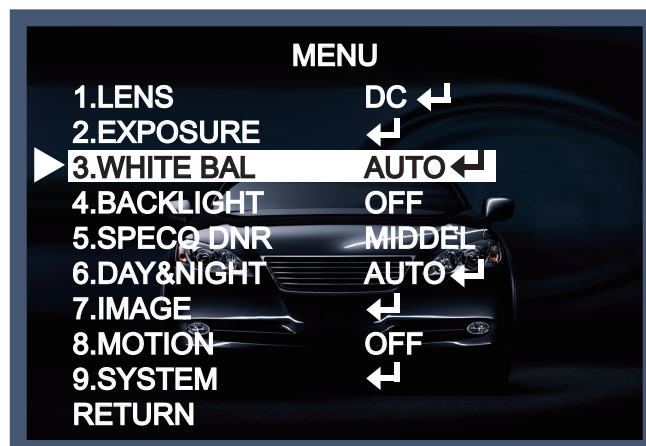 MENU
1.LENS DC ↵
2.EXPOSURE ↵
3.WHITE BAL AUTO ↵
4.BACKLIGHT OFF
5.SPECO DNR MIDDEL
6.DAY&NIGHT AUTO ↵
7.IMAGE ↵
8.MOTION OFF
9.SYSTEM ↵
RETURN